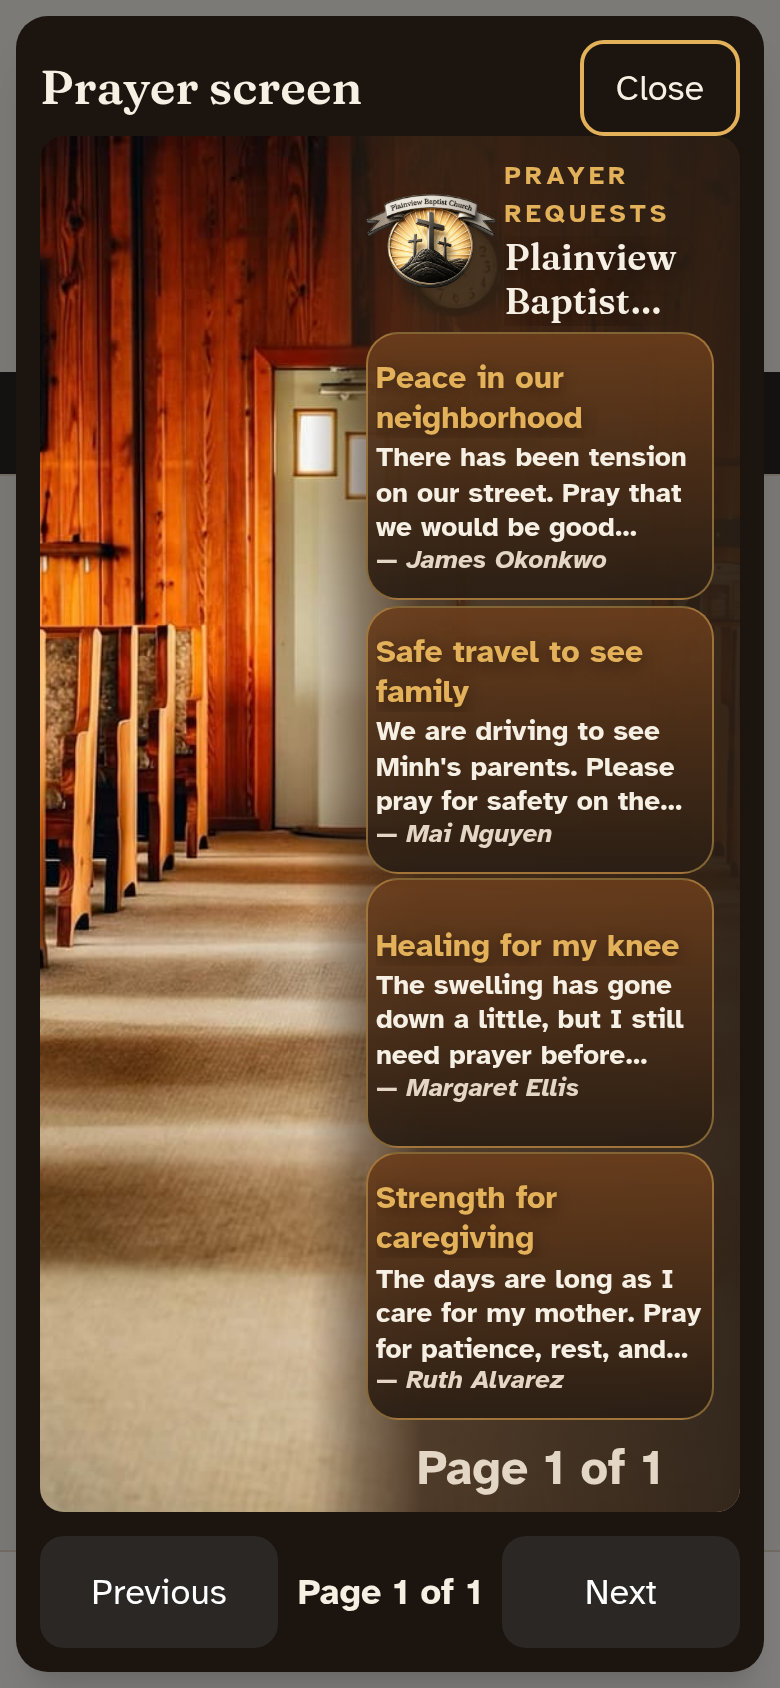 Prayer screen
Close
Plainview Baptist Church
PRAYER
REQUESTS
Plainview
Baptist...
Peace in our
neighborhood
There has been tension
on our street. Pray that
we would be good...
— James Okonkwo
Safe travel to see
family
We are driving to see
Minh's parents. Please
pray for safety on the...
— Mai Nguyen
Healing for my knee
The swelling has gone
down a little, but I still
need prayer before...
— Margaret Ellis
Strength for
caregiving
The days are long as I
care for my mother. Pray
for patience, rest, and...
— Ruth Alvarez
Page 1 of 1
Previous
Page 1 of 1
Next